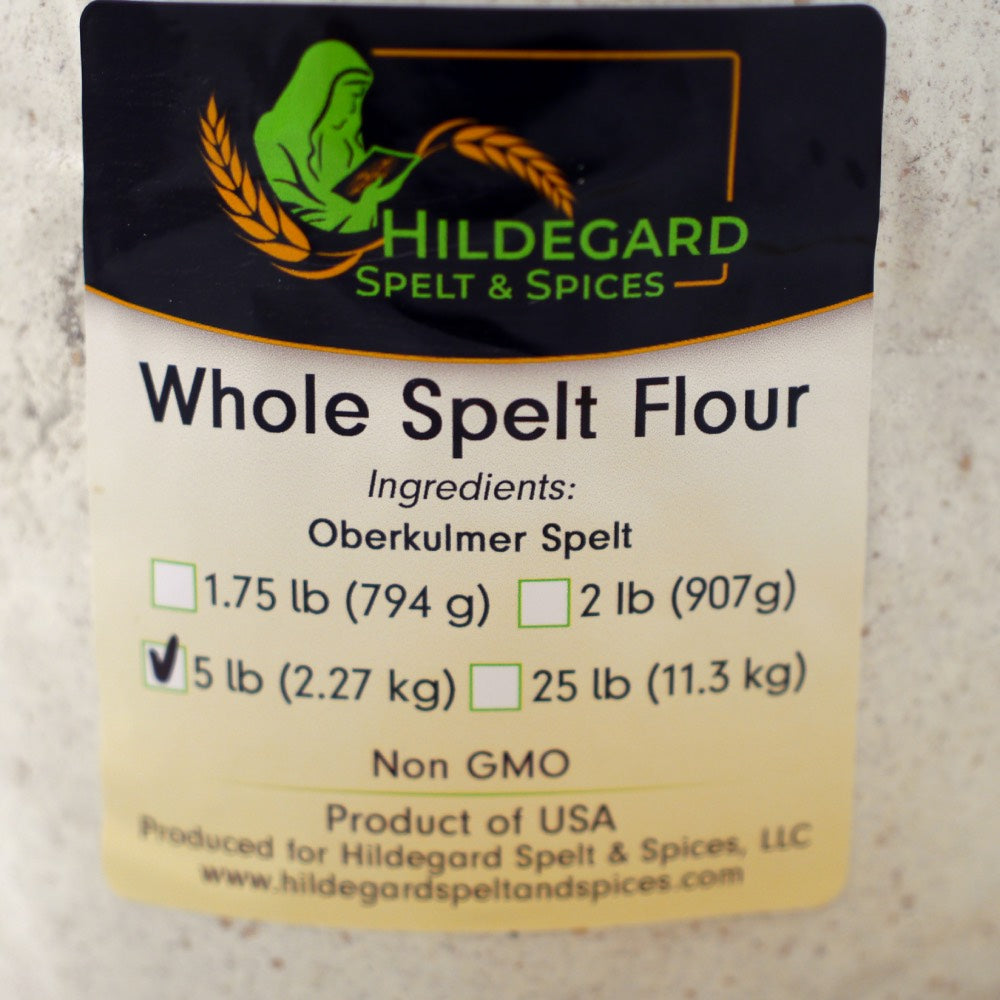 HILDEGARD
SPELT & SPICES
Whole Spelt Flour
Ingredients:
Oberkulmer Spelt
1.75 lb (794 g) 2 lb (907g)
5 lb (2.27 kg) 25 lb (11.3 kg)
Non GMO
Product of USA
Produced for Hildegard Spelt & Spices, LLC
www.hildegardspeltandspices.com